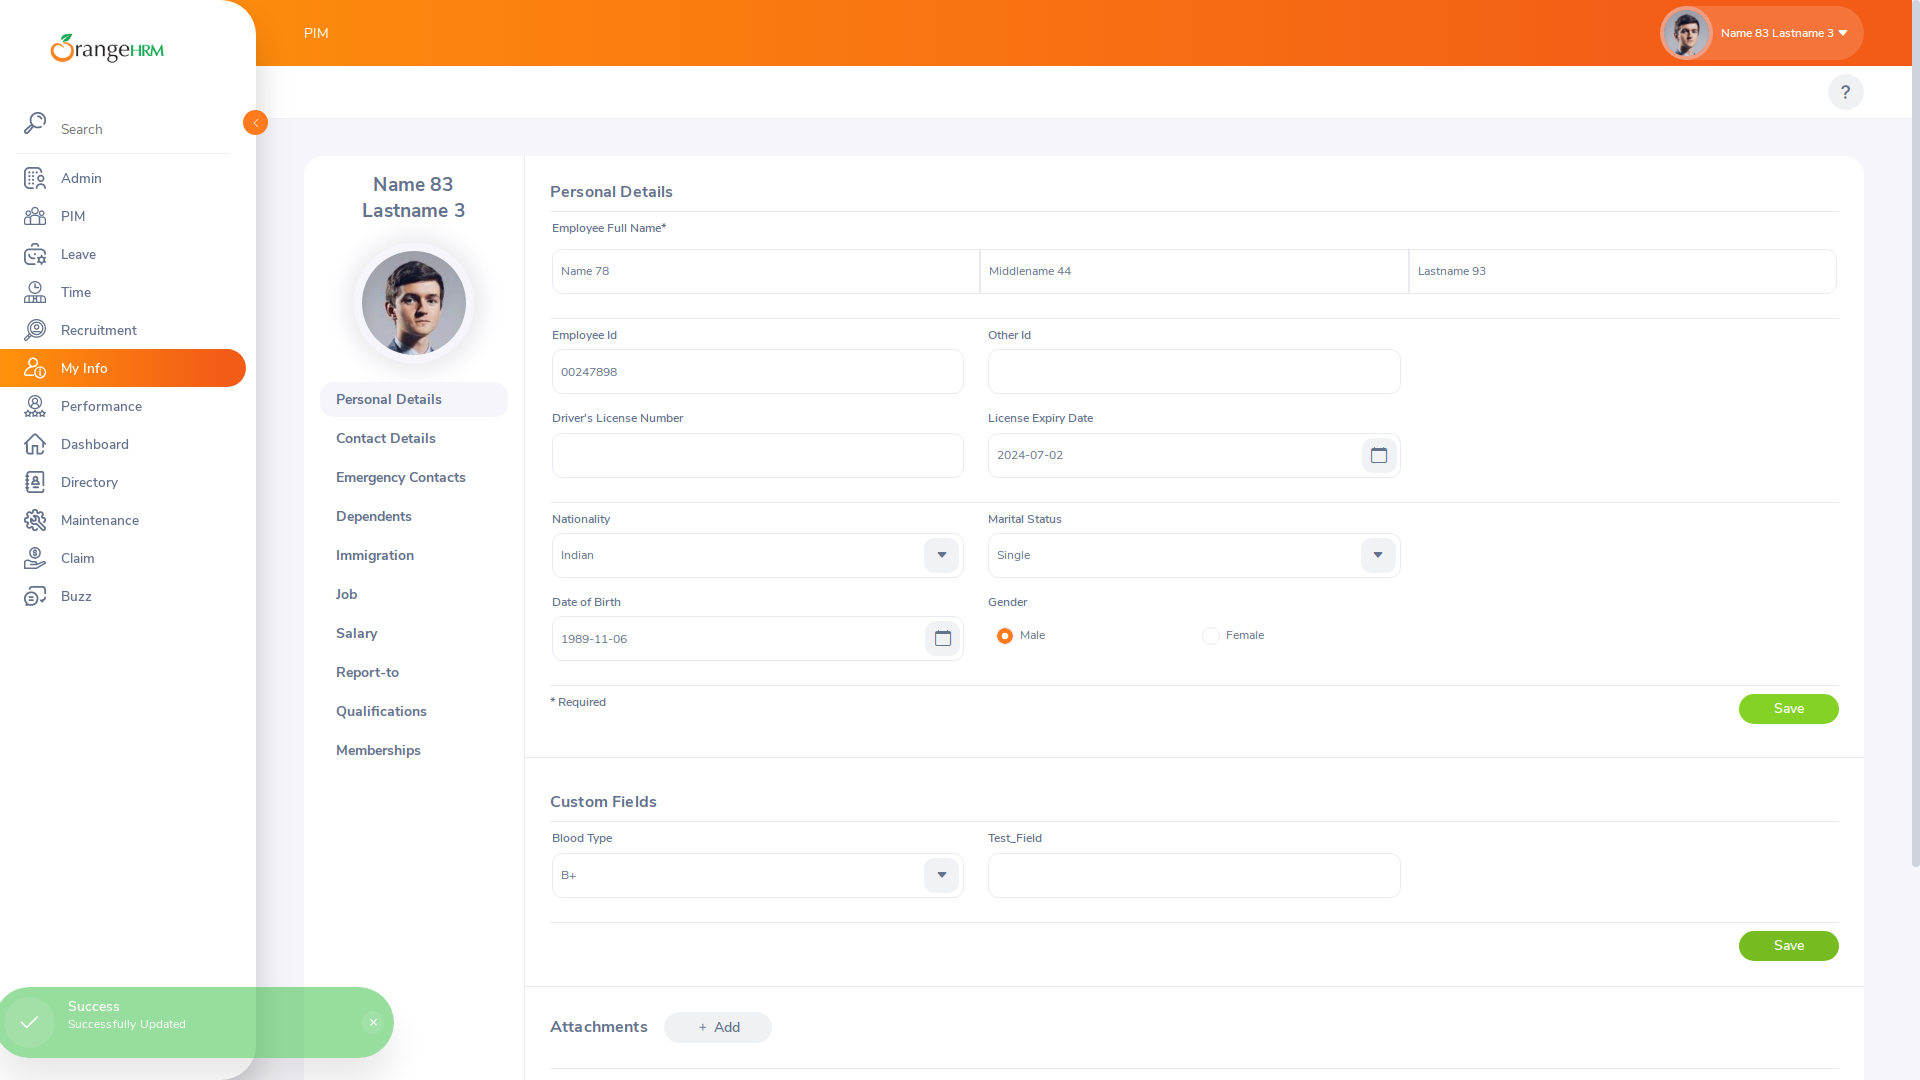 OrangeHRM
PIM
Name 83 Lastname 3
?
Search
Admin
PIM
Leave
Time
Recruitment
My Info
Performance
Dashboard
Directory
Maintenance
Claim
Buzz
Name 83
Lastname 3
Personal Details
Contact Details
Emergency Contacts
Dependents
Immigration
Job
Salary
Report-to
Qualifications
Memberships
Personal Details
Employee Full Name*
Name 78
Middlename 44
Lastname 93
Employee Id
Other Id
00247898
Driver's License Number
License Expiry Date
2024-07-02
Nationality
Marital Status
Indian
Single
Date of Birth
Gender
1989-11-06
Male
Female
* Required
Save
Custom Fields
Blood Type
Test_Field
B+
Save
Attachments
+ Add
Success
Successfully Updated